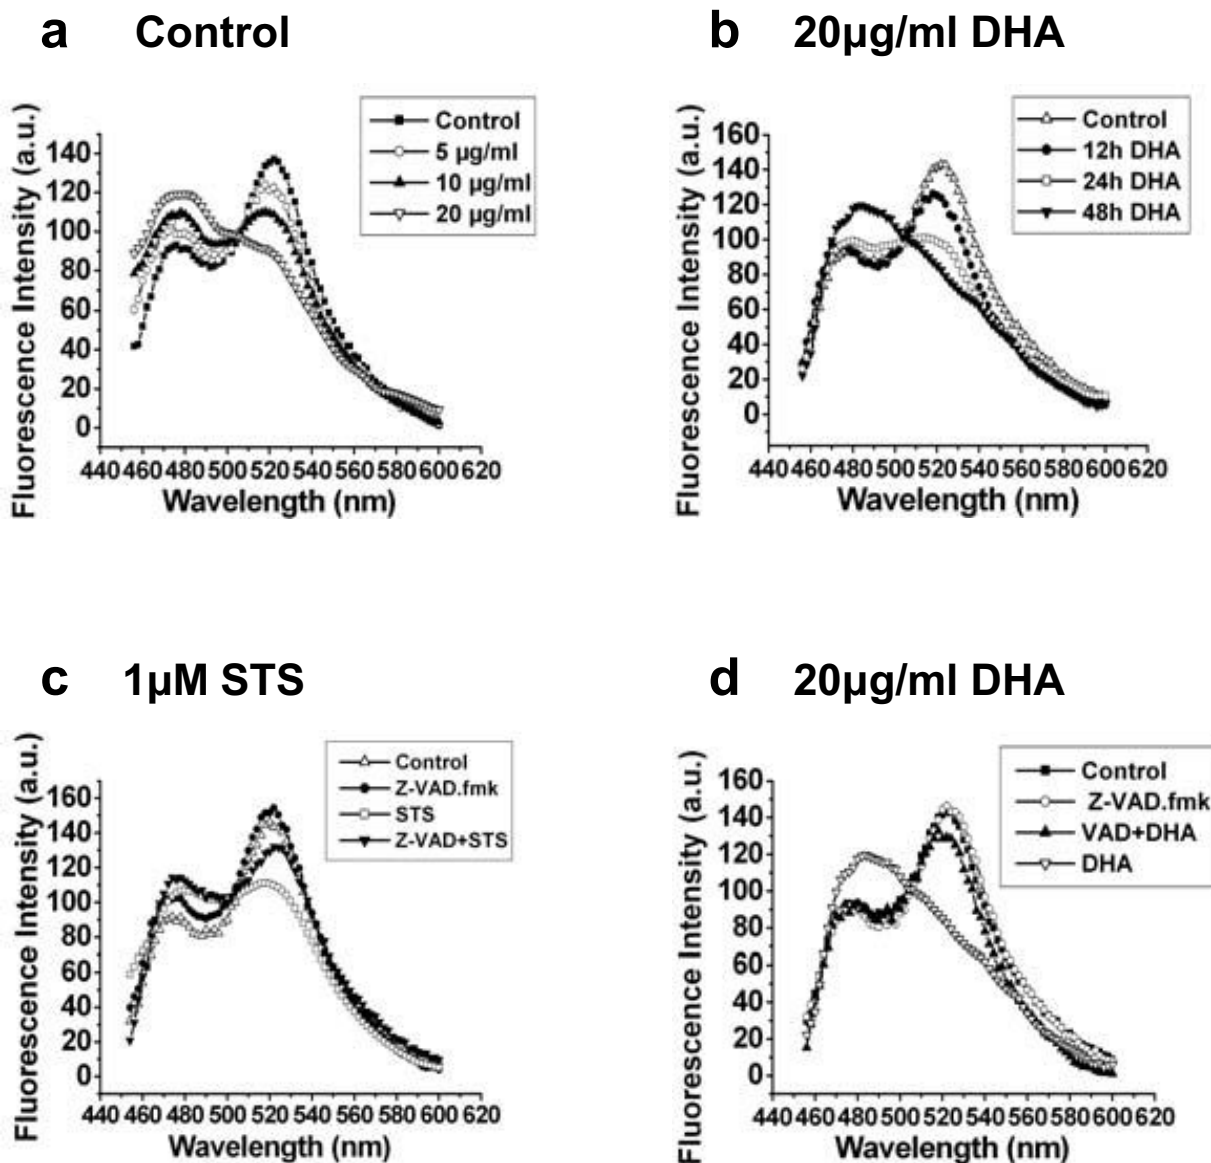 a Control
Fluorescence Intensity (a.u.)
140
120
100
80
60
40
20
0
Control
5 µg/ml
10 µg/ml
20 µg/ml
440 460 480 500 520 540 560 580 600 620
Wavelength (nm)
b 20µg/ml DHA
Fluorescence Intensity (a.u.)
160
140
120
100
80
60
40
20
0
Control
12h DHA
24h DHA
48h DHA
440 460 480 500 520 540 560 580 600 620
Wavelength (nm)
c 1µM STS
Fluorescence Intensity (a.u.)
160
140
120
100
80
60
40
20
0
Control
Z-VAD.fmk
STS
Z-VAD+STS
440 460 480 500 520 540 560 580 600 620
Wavelength (nm)
d 20µg/ml DHA
Fluorescence Intensity (a.u.)
160
140
120
100
80
60
40
20
0
Control
Z-VAD.fmk
VAD+DHA
DHA
440 460 480 500 520 540 560 580 600 620
Wavelength (nm)